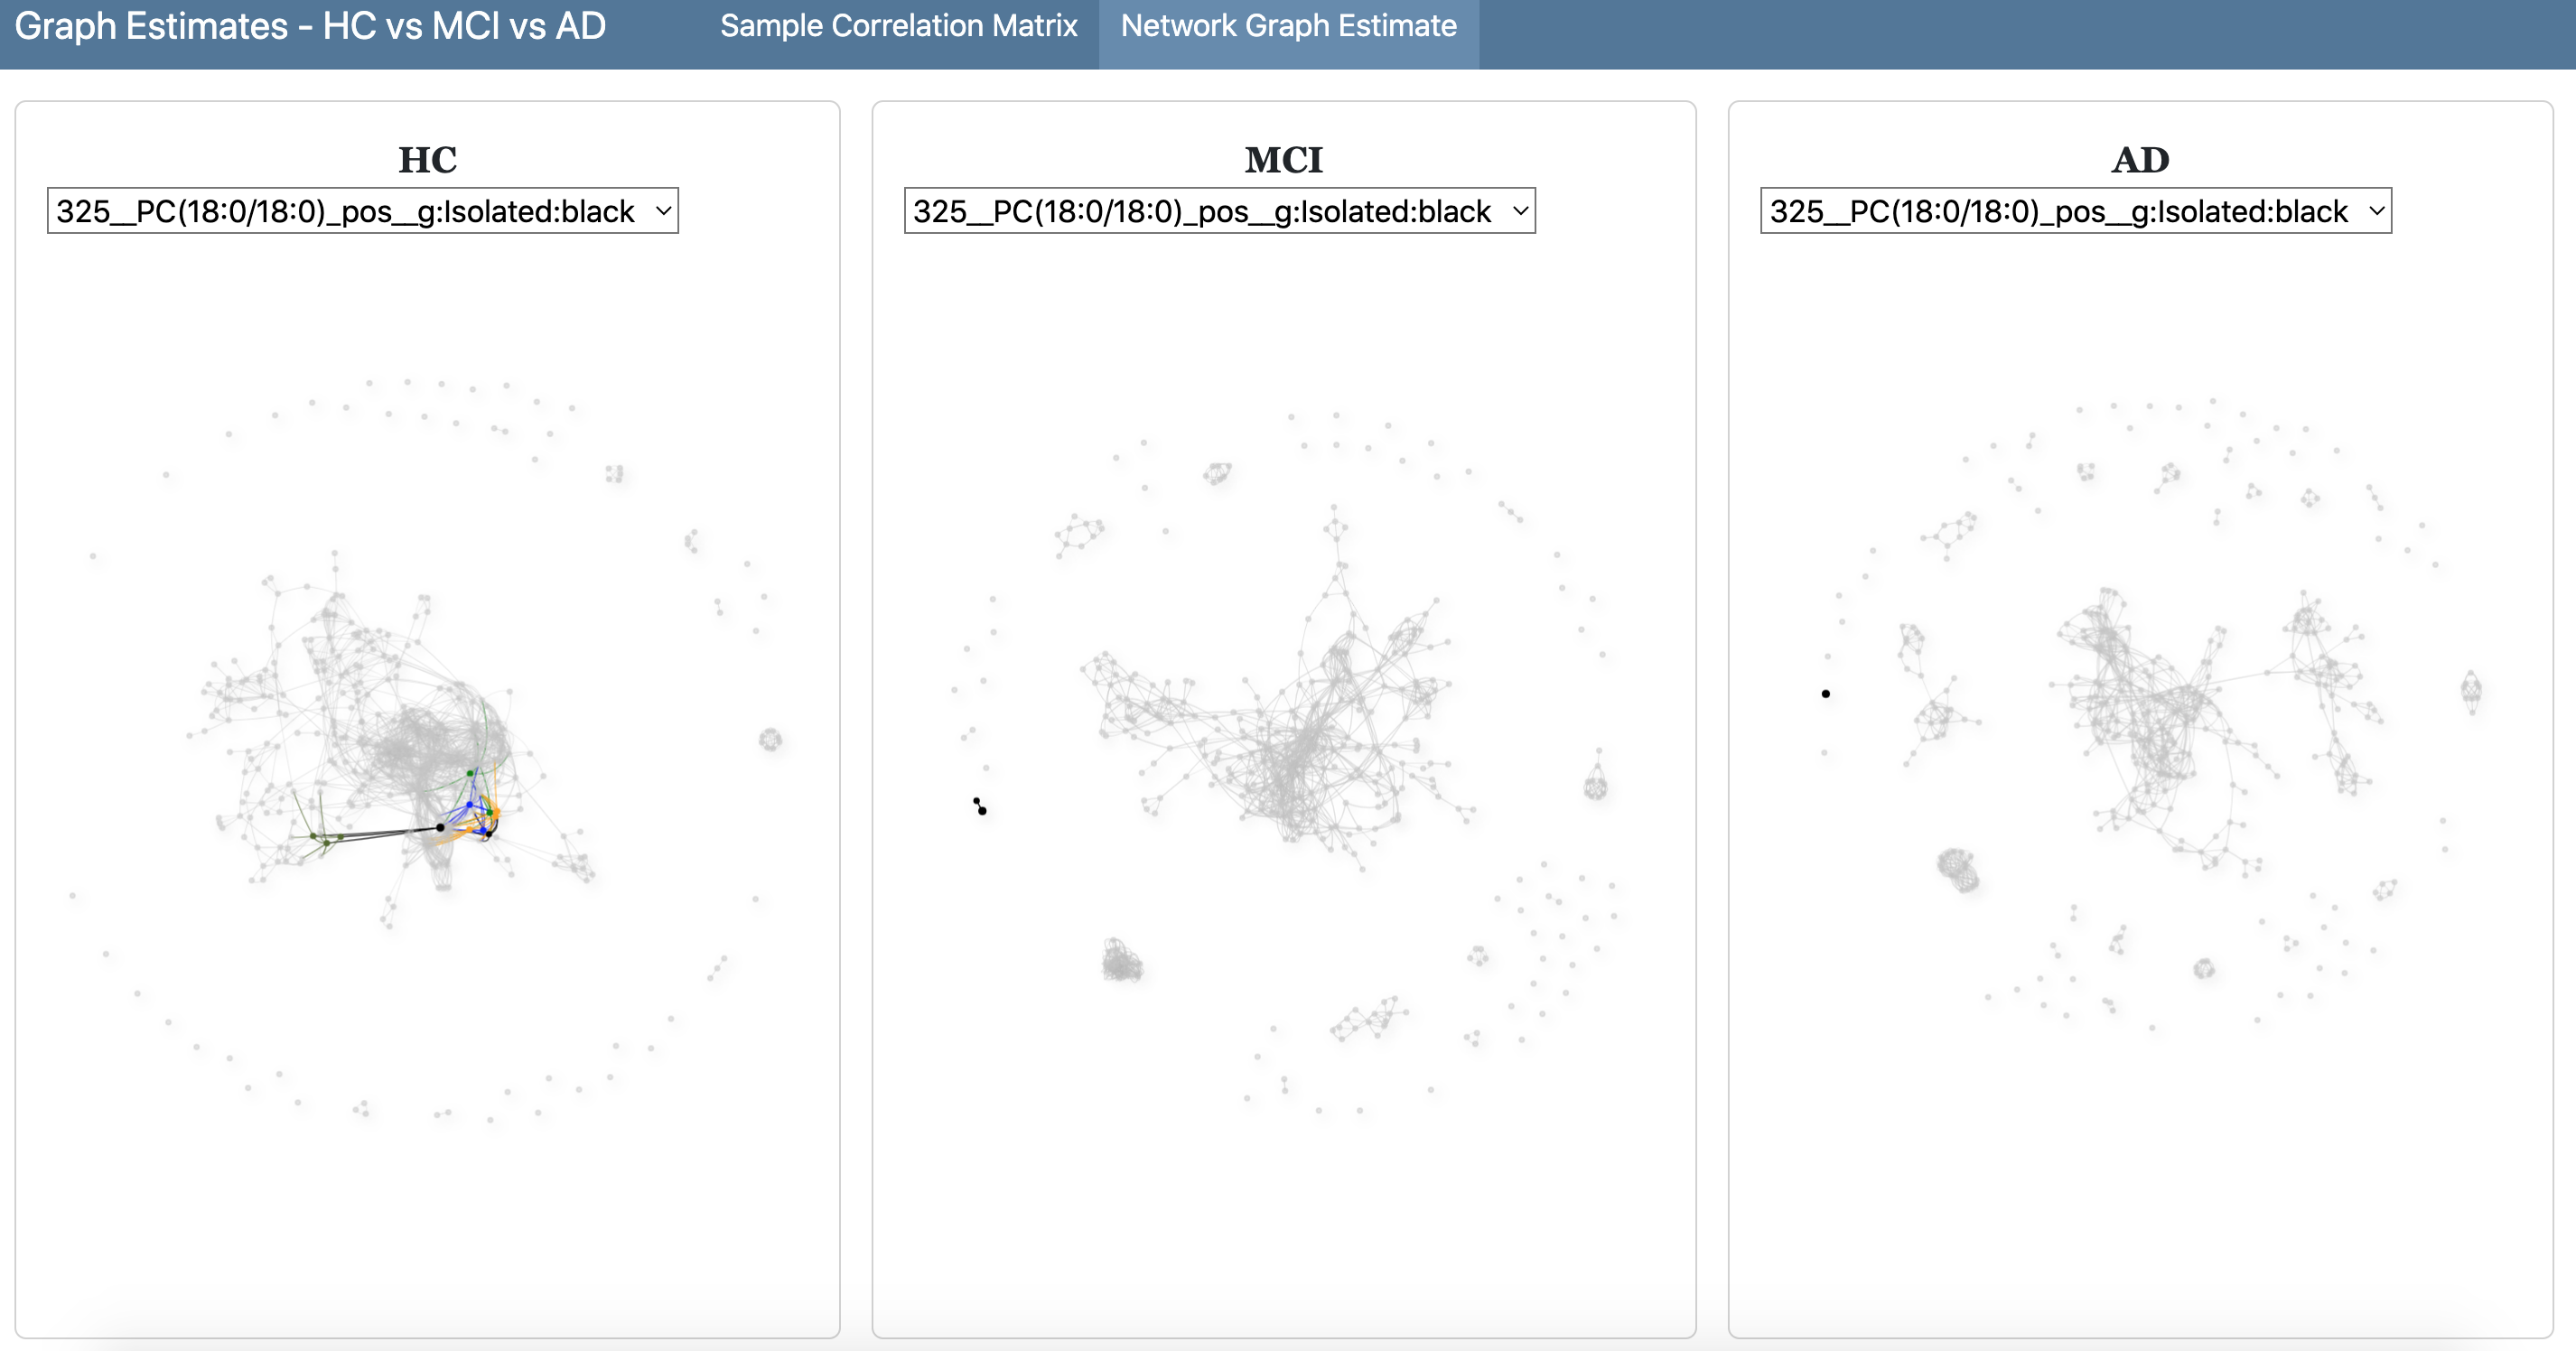 Graph Estimates - HC vs MCI vs AD
Sample Correlation Matrix
Network Graph Estimate
HC
325__PC(18:0/18:0)_pos__g:Isolated:black
MCI
325__PC(18:0/18:0)_pos__g:Isolated:black
AD
325__PC(18:0/18:0)_pos__g:Isolated:black